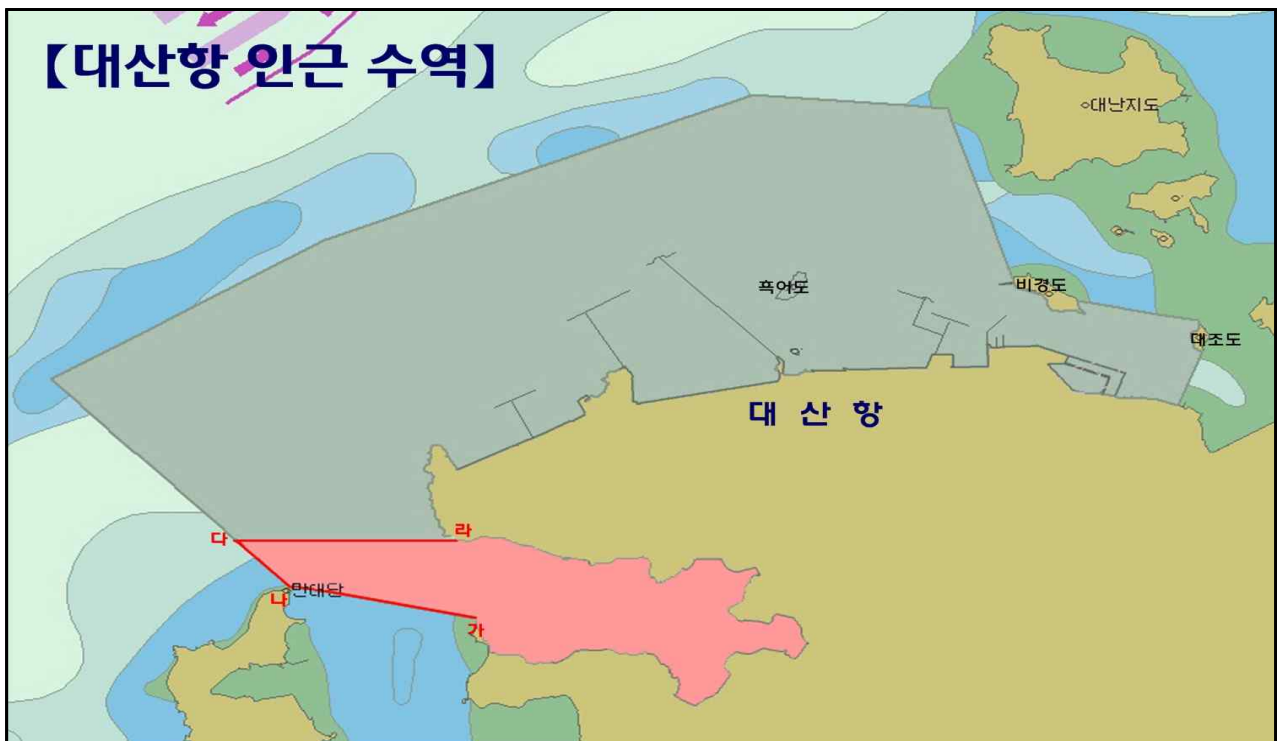 【대산항 인근 수역】
대난지도
흑어도
비경도
대조도
대 산 항
다
라
만대단
나
가